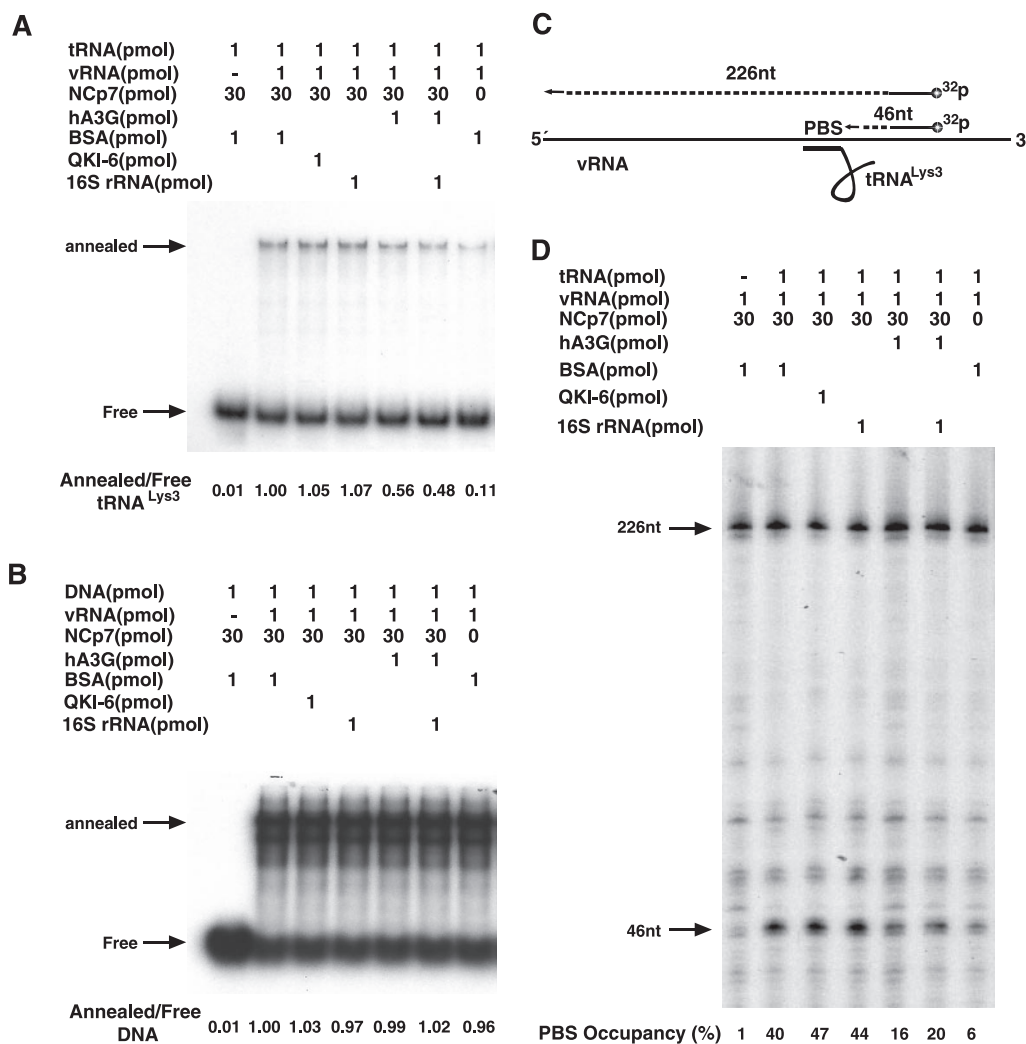 A
tRNA(pmol) 1 1 1 1 1 1 1
vRNA(pmol) - 1 1 1 1 1 1
NCp7(pmol) 30 30 30 30 30 30 0
hA3G(pmol) 1 1
BSA(pmol) 1 1 1
QKI-6(pmol) 1
16S rRNA(pmol) 1 1
annealed
Free
Annealed/Free
tRNA Lys3 0.01 1.00 1.05 1.07 0.56 0.48 0.11
B
DNA(pmol) 1 1 1 1 1 1 1
vRNA(pmol) - 1 1 1 1 1 1
NCp7(pmol) 30 30 30 30 30 30 0
hA3G(pmol) 1 1
BSA(pmol) 1 1 1
QKI-6(pmol) 1
16S rRNA(pmol) 1 1
annealed
Free
Annealed/Free
DNA 0.01 1.00 1.03 0.97 0.99 1.02 0.96
C
226nt 32p
46nt 32p
PBS
5´ 3
vRNA tRNALys3
D
tRNA(pmol) - 1 1 1 1 1 1
vRNA(pmol) 1 1 1 1 1 1 1
NCp7(pmol) 30 30 30 30 30 30 0
hA3G(pmol) 1 1
BSA(pmol) 1 1 1
QKI-6(pmol) 1
16S rRNA(pmol) 1 1
226nt
46nt
PBS Occupancy (%) 1 40 47 44 16 20 6